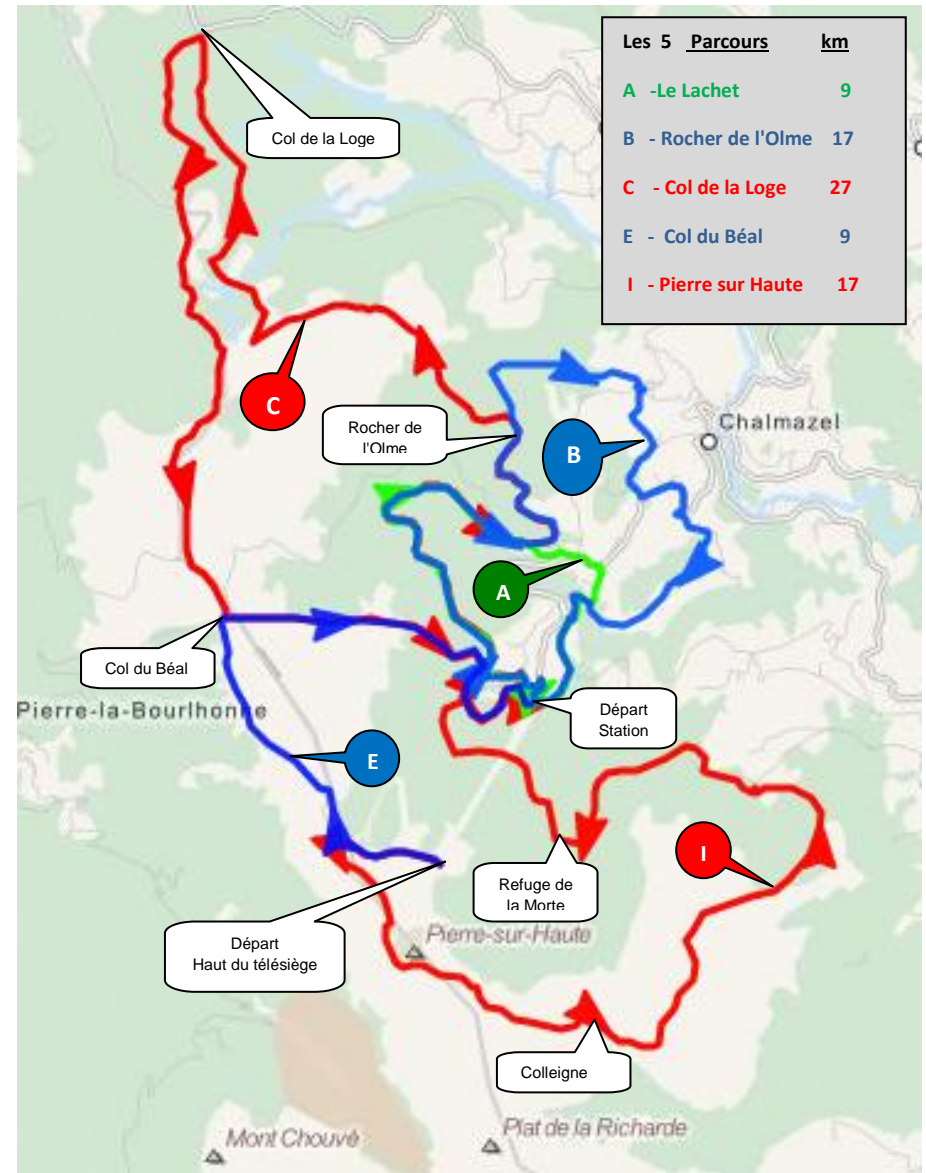 Les 5 Parcours km
A -Le Lachet 9
B - Rocher de l'Olme 17
C - Col de la Loge 27
E - Col du Béal 9
I - Pierre sur Haute 17
Col de la Loge
C
Rocher de
l'Olme
B
Chalmazel
A
Col du Béal
Pierre-la-Bourlhonne
Départ
Station
E
I
Refuge de
la Morte
Départ
Haut du télésiège
Pierre-sur-Haute
Colleigne
Plat de la Richarde
Mont Chouvé